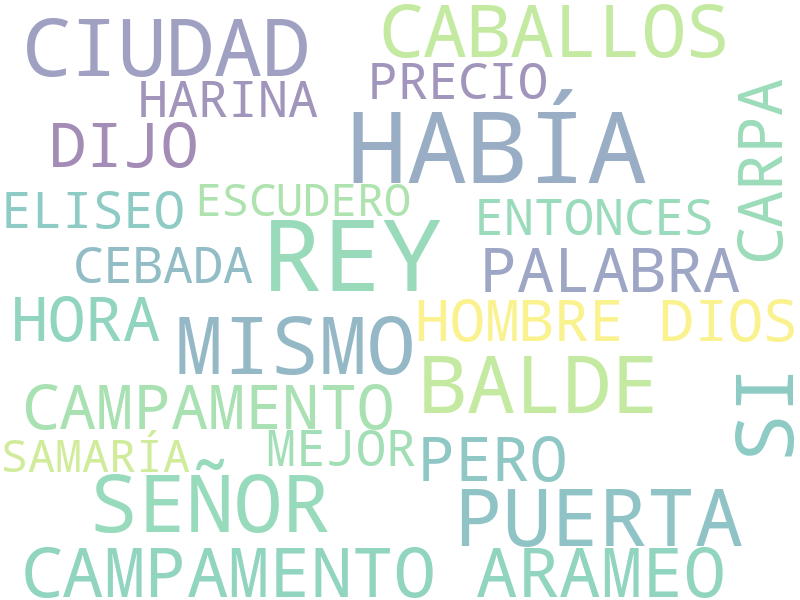 CIUDAD
CABALLOS
HARINA
PRECIO
DIJO
HABÍA
CARPA
ELISEO
ESCUDERO
ENTONCES
REY
CEBADA
PALABRA
HORA
MISMO
HOMBRE DIOS
BALDE
SI
CAMPAMENTO
SAMARÍA
MEJOR
PERO
SEÑOR
PUERTA
CAMPAMENTO ARAMEO